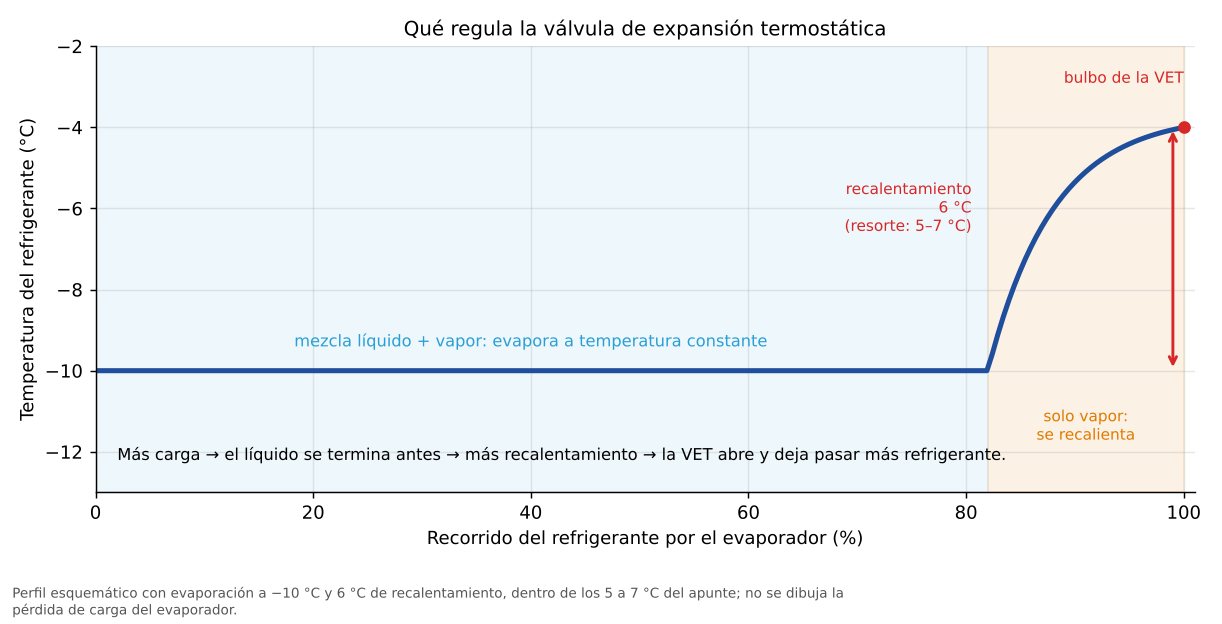 Qué regula la válvula de expansión termostática
−2
−4
−6
−8
−10
−12
Temperatura del refrigerante (°C)
bulbo de la VET
recalentamiento
6 °C
(resorte: 5–7 °C)
mezcla líquido + vapor: evapora a temperatura constante
solo vapor:
se recalienta
Más carga → el líquido se termina antes → más recalentamiento → la VET abre y deja pasar más refrigerante.
0 20 40 60 80 100
Recorrido del refrigerante por el evaporador (%)
Perfil esquemático con evaporación a −10 °C y 6 °C de recalentamiento, dentro de los 5 a 7 °C del apunte; no se dibuja la
pérdida de carga del evaporador.